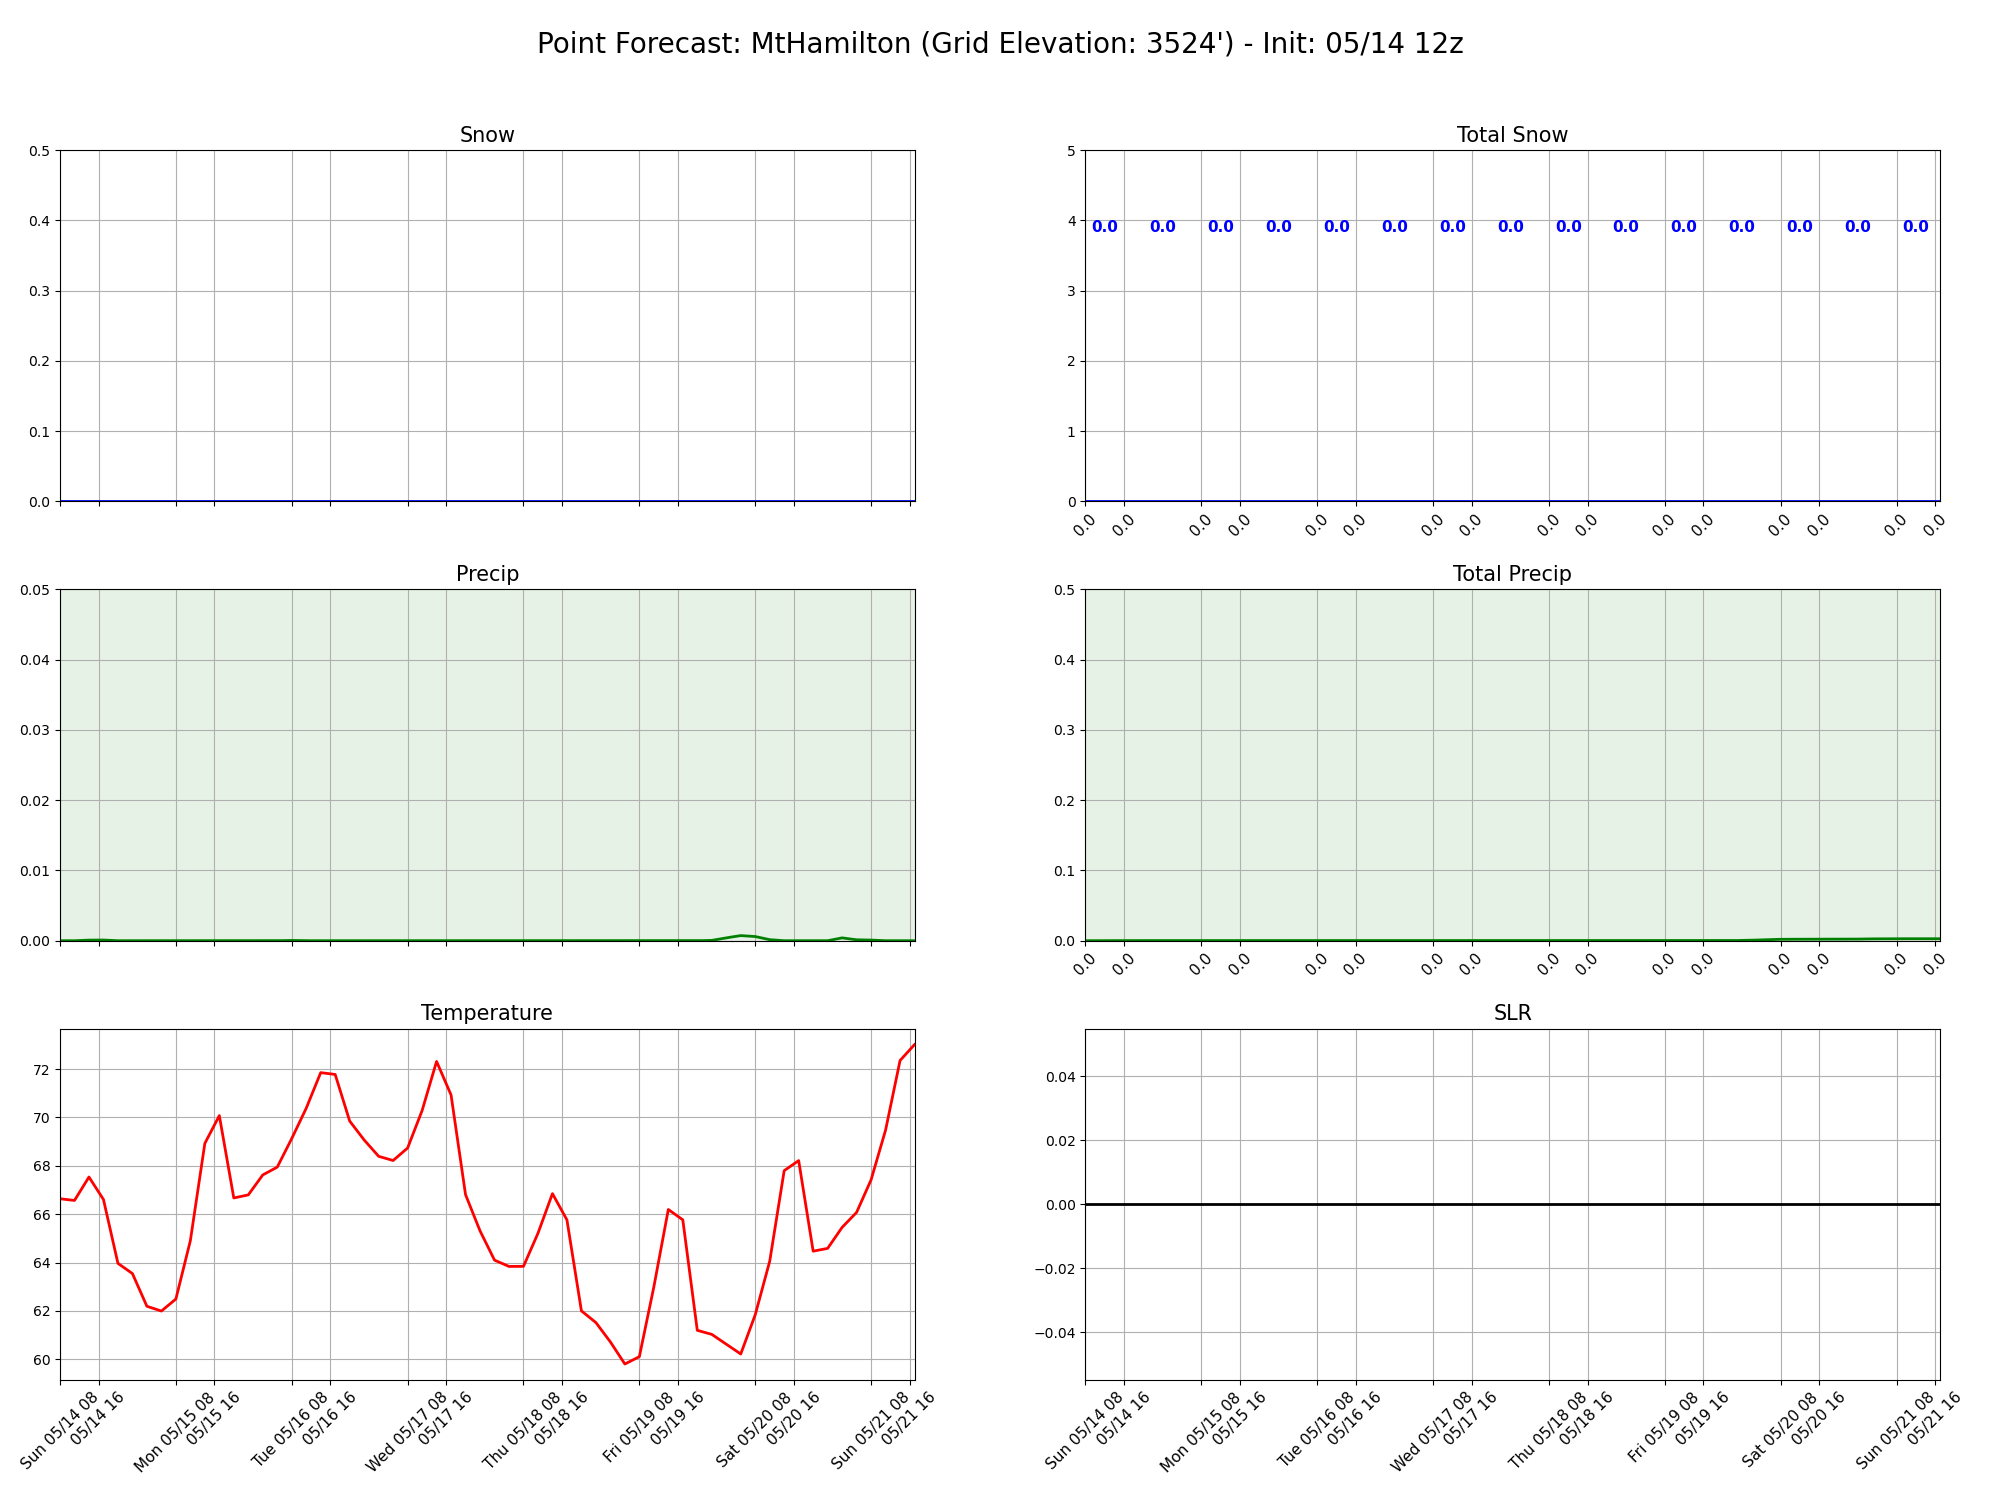 Point Forecast: MtHamilton (Grid Elevation: 3524') - Init: 05/14 12z
Snow
0.5
0.4
0.3
0.2
0.1
0.0
Total Snow
5
4
3
2
1
0
0.0 0.0 0.0 0.0 0.0 0.0 0.0 0.0 0.0 0.0 0.0 0.0 0.0 0.0 0.0
0.0 0.0 0.0 0.0 0.0 0.0 0.0 0.0 0.0 0.0 0.0 0.0 0.0 0.0 0.0 0.0
Precip
0.05
0.04
0.03
0.02
0.01
0.00
Total Precip
0.5
0.4
0.3
0.2
0.1
0.0
0.0 0.0 0.0 0.0 0.0 0.0 0.0 0.0 0.0 0.0 0.0 0.0 0.0 0.0 0.0 0.0
Temperature
72
70
68
66
64
62
60
Sun 05/14 08
05/14 16
Mon 05/15 08
05/15 16
Tue 05/16 08
05/16 16
Wed 05/17 08
05/17 16
Thu 05/18 08
05/18 16
Fri 05/19 08
05/19 16
Sat 05/20 08
05/20 16
Sun 05/21 08
05/21 16
SLR
0.04
0.02
0.00
−0.02
−0.04
Sun 05/14 08
05/14 16
Mon 05/15 08
05/15 16
Tue 05/16 08
05/16 16
Wed 05/17 08
05/17 16
Thu 05/18 08
05/18 16
Fri 05/19 08
05/19 16
Sat 05/20 08
05/20 16
Sun 05/21 08
05/21 16